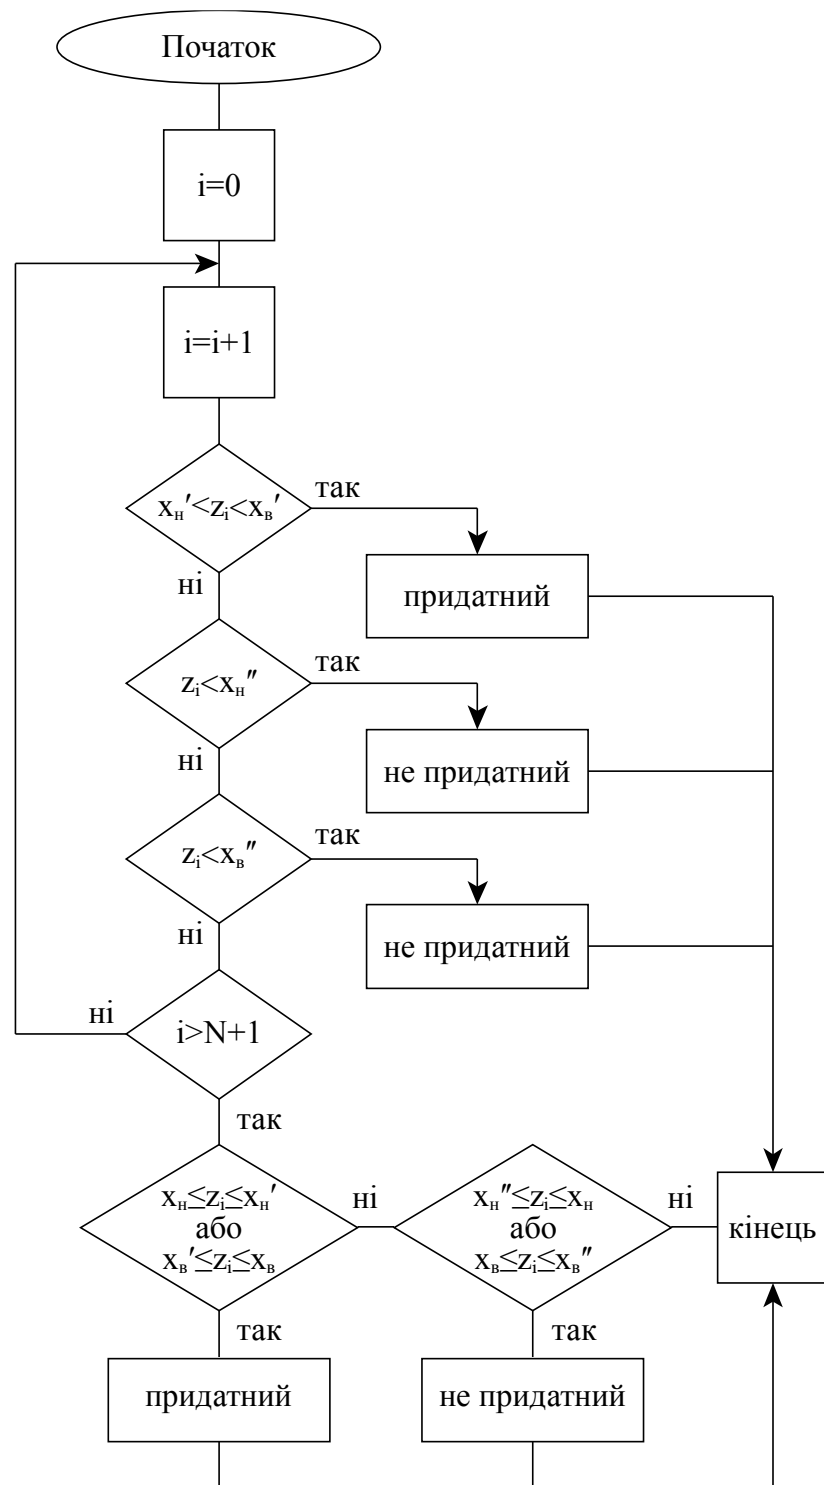 Початок
i=0
i=i+1
xн′<zi<xв′
так
придатний
ні
zi<xн″
так
не придатний
ні
zi<xв″
так
не придатний
ні
i>N+1
ні
так
xн≤zi≤xн′
або
xв′≤zi≤xв
ні
xн″≤zi≤xн
або
xв≤zi≤xв″
ні
кінець
так
придатний
так
не придатний